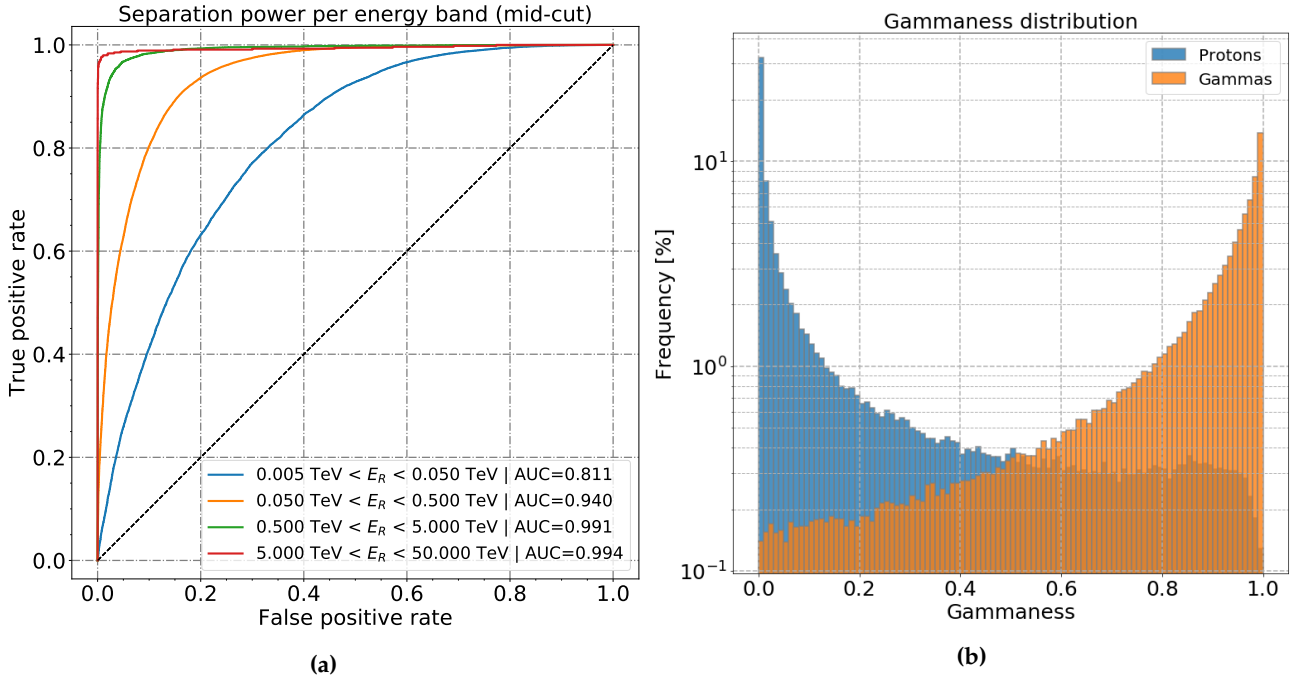 Separation power per energy band (mid-cut)
1.0
0.8
0.6
0.4
0.2
0.0
True positive rate
0.005 TeV < E_R < 0.050 TeV | AUC=0.811
0.050 TeV < E_R < 0.500 TeV | AUC=0.940
0.500 TeV < E_R < 5.000 TeV | AUC=0.991
5.000 TeV < E_R < 50.000 TeV | AUC=0.994
0.0 0.2 0.4 0.6 0.8 1.0
False positive rate
(a)
Gammaness distribution
Protons
Gammas
10¹
10⁰
10⁻¹
Frequency [%]
0.0 0.2 0.4 0.6 0.8 1.0
Gammaness
(b)